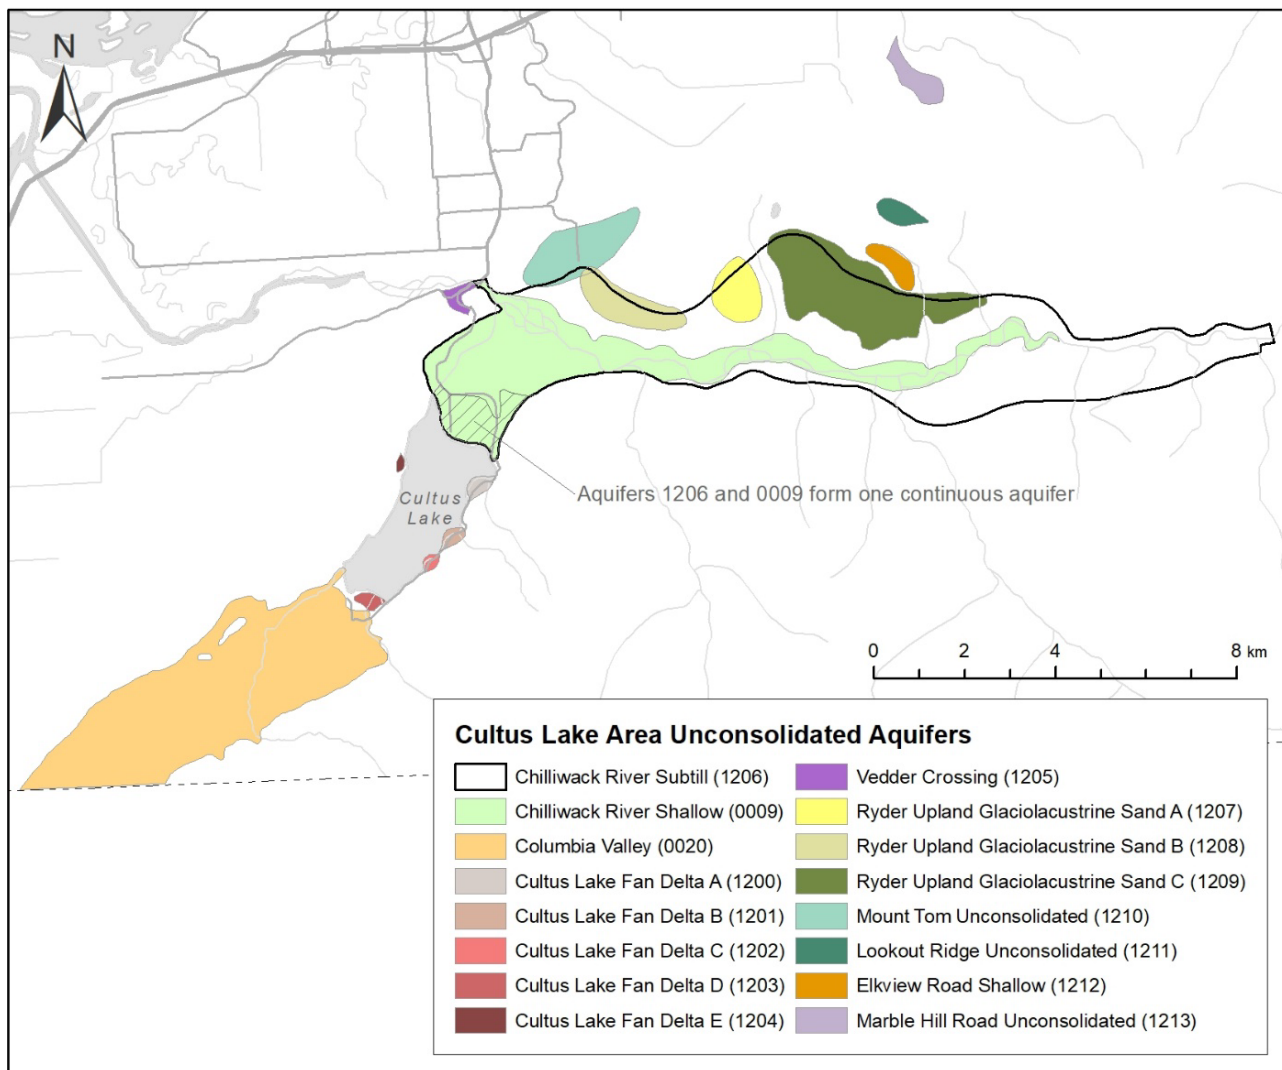 N
Cultus
Lake
Aquifers 1206 and 0009 form one continuous aquifer
0 2 4 8 km
Cultus Lake Area Unconsolidated Aquifers
Chilliwack River Subtill (1206)
Chilliwack River Shallow (0009)
Columbia Valley (0020)
Cultus Lake Fan Delta A (1200)
Cultus Lake Fan Delta B (1201)
Cultus Lake Fan Delta C (1202)
Cultus Lake Fan Delta D (1203)
Cultus Lake Fan Delta E (1204)
Vedder Crossing (1205)
Ryder Upland Glaciolacustrine Sand A (1207)
Ryder Upland Glaciolacustrine Sand B (1208)
Ryder Upland Glaciolacustrine Sand C (1209)
Mount Tom Unconsolidated (1210)
Lookout Ridge Unconsolidated (1211)
Elkview Road Shallow (1212)
Marble Hill Road Unconsolidated (1213)